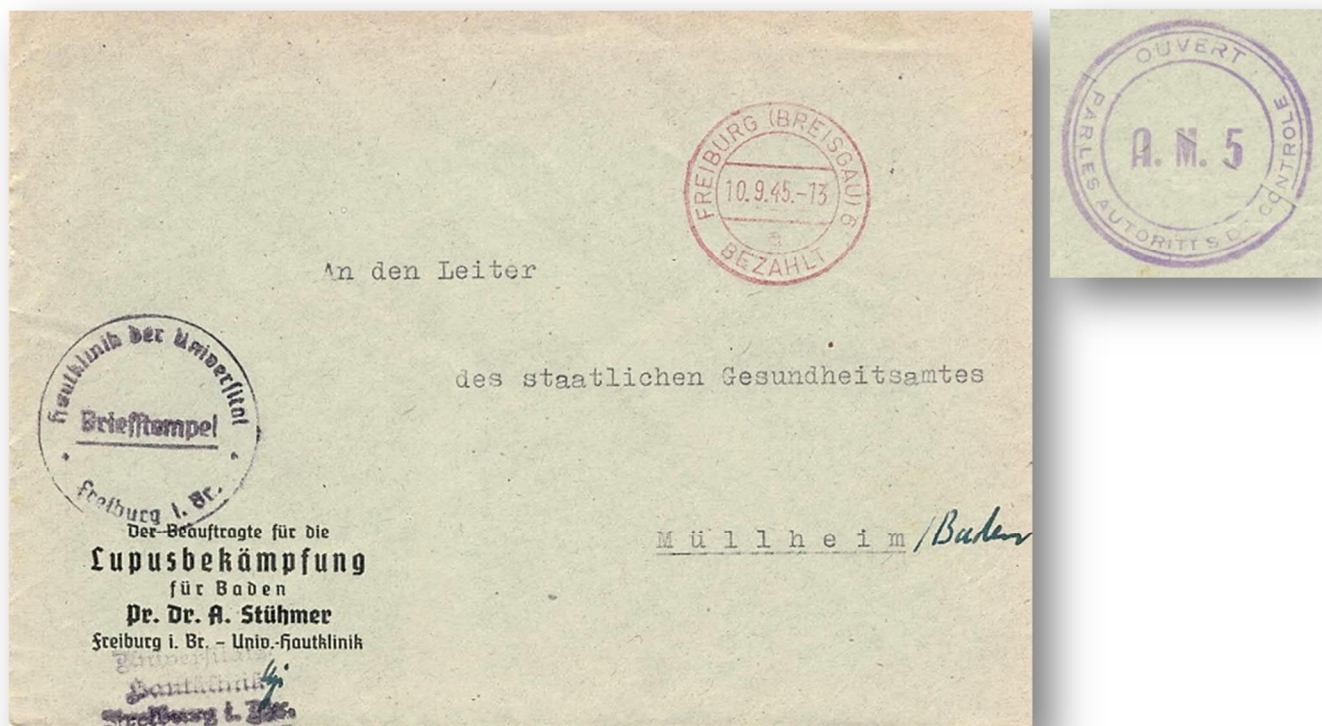 FREIBURG (BREISGAU) 6
10.9.45.-13
a
BEZAHLT
An den Leiter
des staatlichen Gesundheitsamtes
Müllheim/Baden
Hautklinik der Universität
Briefstempel
Freiburg i. Br.
Der Beauftragte für die
Lupusbekämpfung
für Baden
Pr. Dr. A. Stühmer
Freiburg i. Br. – Univ.-Hautklinik
Hautklinik
i. Br.
OUVERT
A. M. 5
PAR LES AUTORITES DE CONTROLE